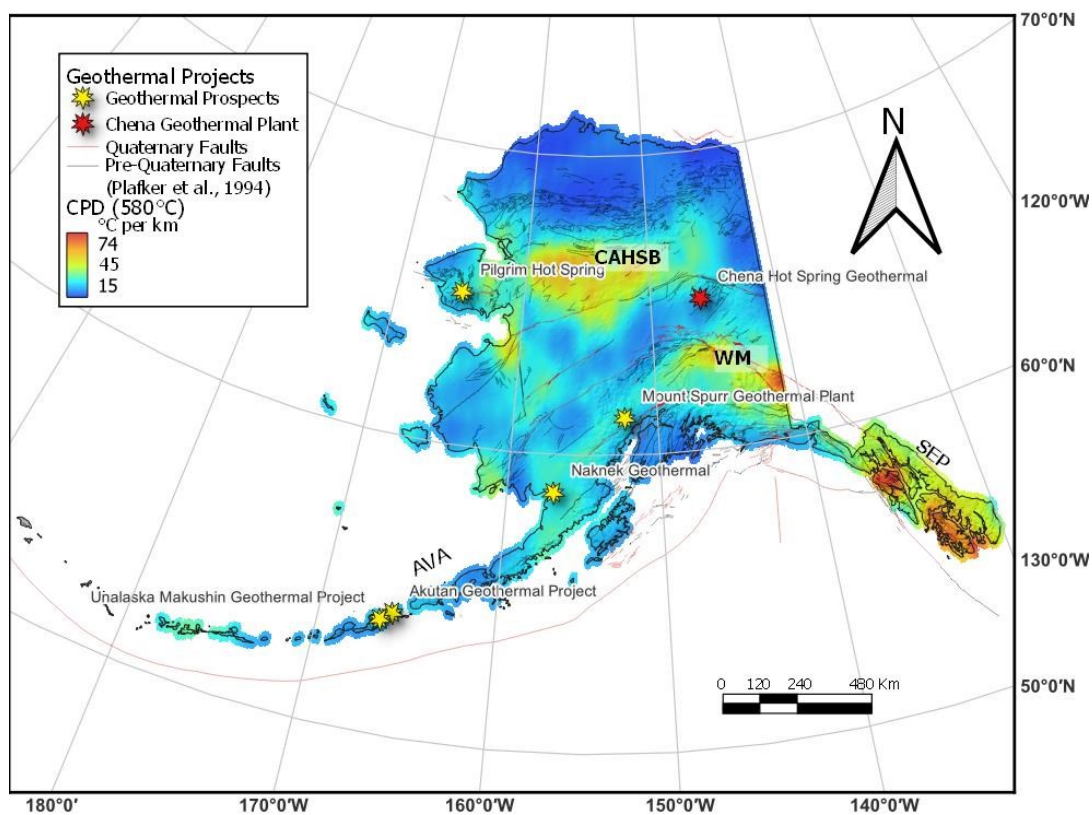 Geothermal Projects
Geothermal Prospects
Chena Geothermal Plant
Quaternary Faults
Pre-Quaternary Faults
(Plafker et al., 1994)
CPD (580°C)
°C per km
74
45
15
N
70°0'N
120°0'W
60°0'N
130°0'W
50°0'N
CAHSB
Pilgrim Hot Spring
Chena Hot Spring Geothermal
WM
Mount Spurr Geothermal Plant
SEP
Naknek Geothermal
AVA
Unalaska Makushin Geothermal Project
Akutan Geothermal Project
0 120 240 480 Km
180°0' 170°0'W 160°0'W 150°0'W 140°0'W